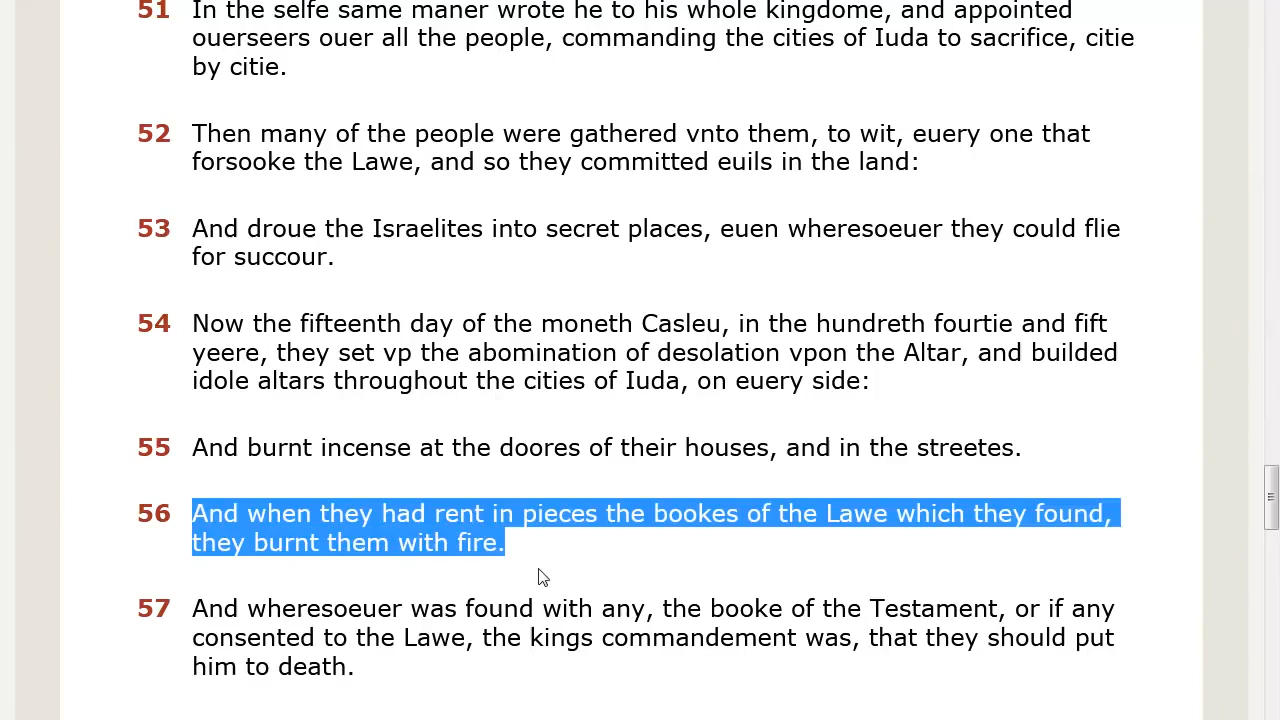 51 In the selfe same maner wrote he to his whole kingdome, and appointed
ouerseers ouer all the people, commanding the cities of Iuda to sacrifice, citie
by citie.
52 Then many of the people were gathered vnto them, to wit, euery one that
forsooke the Lawe, and so they committed euils in the land:
53 And droue the Israelites into secret places, euen wheresoeuer they could flie
for succour.
54 Now the fifteenth day of the moneth Casleu, in the hundreth fourtie and fift
yeere, they set vp the abomination of desolation vpon the Altar, and builded
idole altars throughout the cities of Iuda, on euery side:
55 And burnt incense at the doores of their houses, and in the streetes.
56 And when they had rent in pieces the bookes of the Lawe which they found,
they burnt them with fire.
57 And wheresoeuer was found with any, the booke of the Testament, or if any
consented to the Lawe, the kings commandement was, that they should put
him to death.